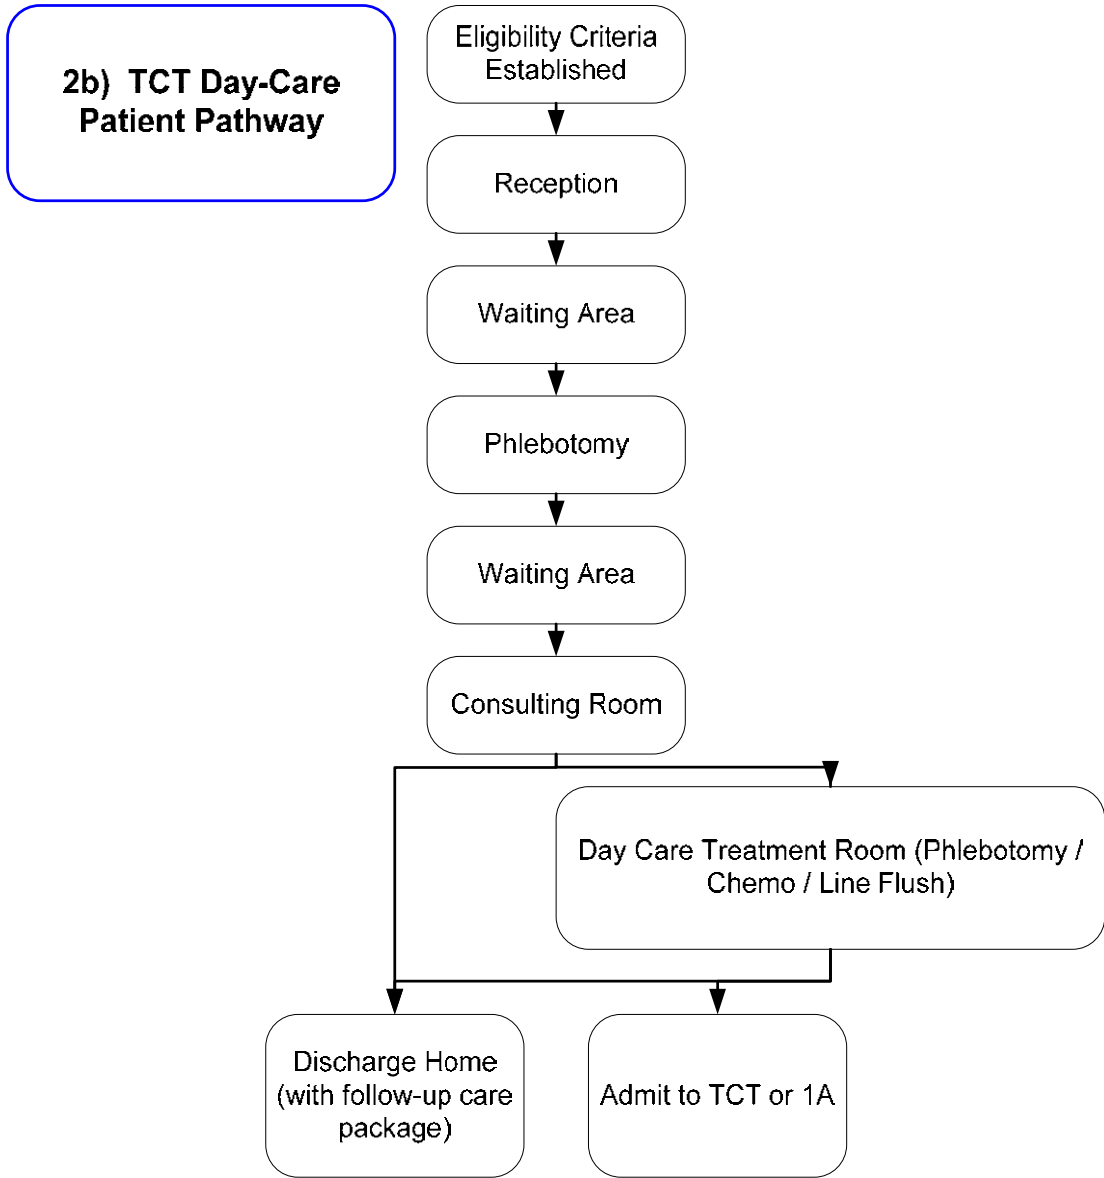 2b) TCT Day-Care
Patient Pathway
Eligibility Criteria
Established
Reception
Waiting Area
Phlebotomy
Waiting Area
Consulting Room
Day Care Treatment Room (Phlebotomy /
Chemo / Line Flush)
Discharge Home
(with follow-up care
package)
Admit to TCT or 1A